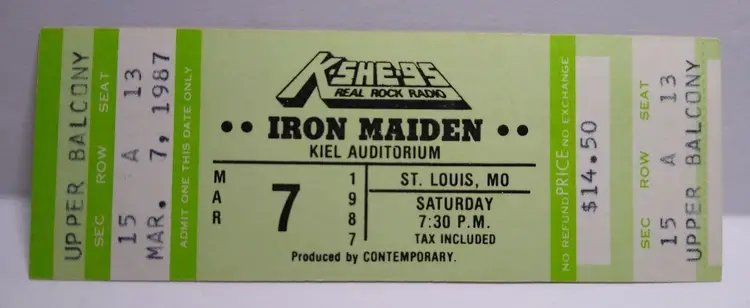 UPPER BALCONY
SEC ROW SEAT
15 A 13
MAR. 7, 1987
ADMIT ONE THIS DATE ONLY
KSHE-95
REAL ROCK RADIO
•• IRON MAIDEN ••
KIEL AUDITORIUM
MAR
7
1987
ST. LOUIS, MO
SATURDAY
7:30 P.M.
TAX INCLUDED
Produced by CONTEMPORARY.
NO REFUND PRICE NO EXCHANGE
$14.50
SEC ROW SEAT
15 A 13
UPPER BALCONY